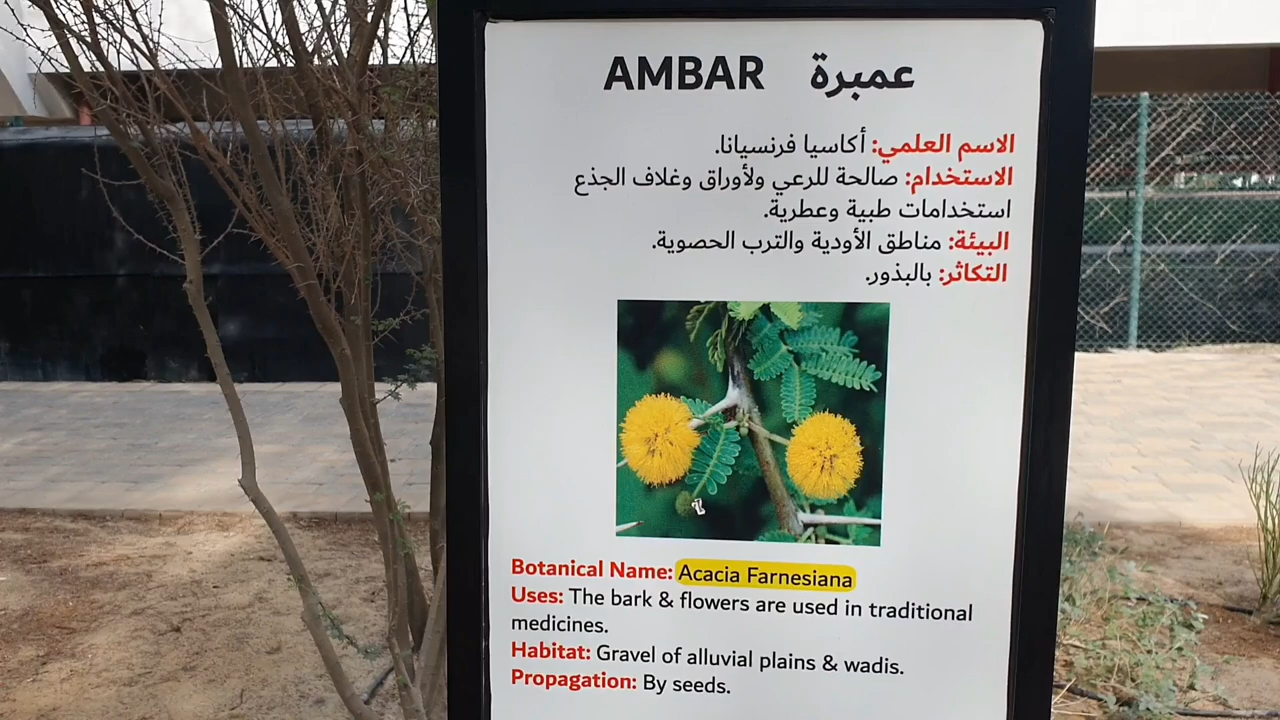 AMBAR عمبرة
الاسم العلمي: أكاسيا فرنسيانا.
الاستخدام: صالحة للرعي ولأوراق وغلاف الجذع
استخدامات طبية وعطرية.
البيئة: مناطق الأودية والترب الحصوية.
التكاثر: بالبذور.
Botanical Name: Acacia Farnesiana
Uses: The bark & flowers are used in traditional
medicines.
Habitat: Gravel of alluvial plains & wadis.
Propagation: By seeds.